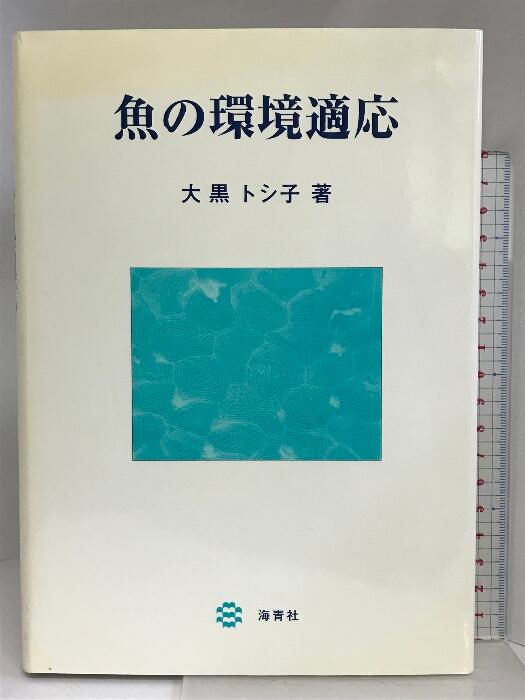 魚の環境適応
大黒 トシ子 著
海青社